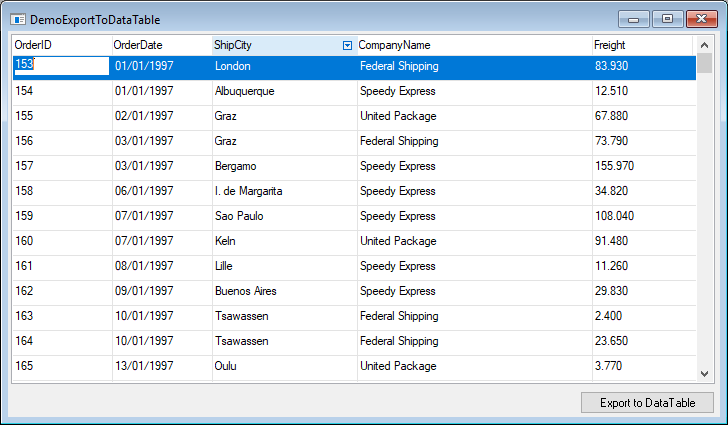 DemoExportToDataTable
OrderID OrderDate ShipCity CompanyName Freight
153 01/01/1997 London Federal Shipping 83.930
154 01/01/1997 Albuquerque Speedy Express 12.510
155 02/01/1997 Graz United Package 67.880
156 03/01/1997 Graz Federal Shipping 73.790
157 03/01/1997 Bergamo Speedy Express 155.970
158 06/01/1997 I. de Margarita Speedy Express 34.820
159 07/01/1997 Sao Paulo Speedy Express 108.040
160 07/01/1997 Keln United Package 91.480
161 08/01/1997 Lille Speedy Express 11.260
162 09/01/1997 Buenos Aires Speedy Express 29.830
163 10/01/1997 Tsawassen Federal Shipping 2.400
164 10/01/1997 Tsawassen Federal Shipping 23.650
165 13/01/1997 Oulu United Package 3.770
Export to DataTable